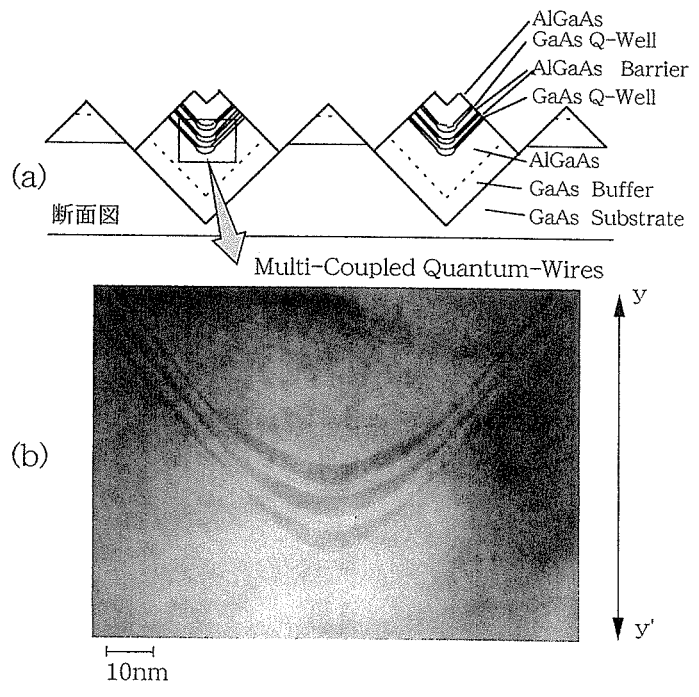 AlGaAs
GaAs Q-Well
AlGaAs Barrier
GaAs Q-Well
AlGaAs
GaAs Buffer
GaAs Substrate
(a)
断面図
Multi-Coupled Quantum-Wires
y
(b)
y'
10nm